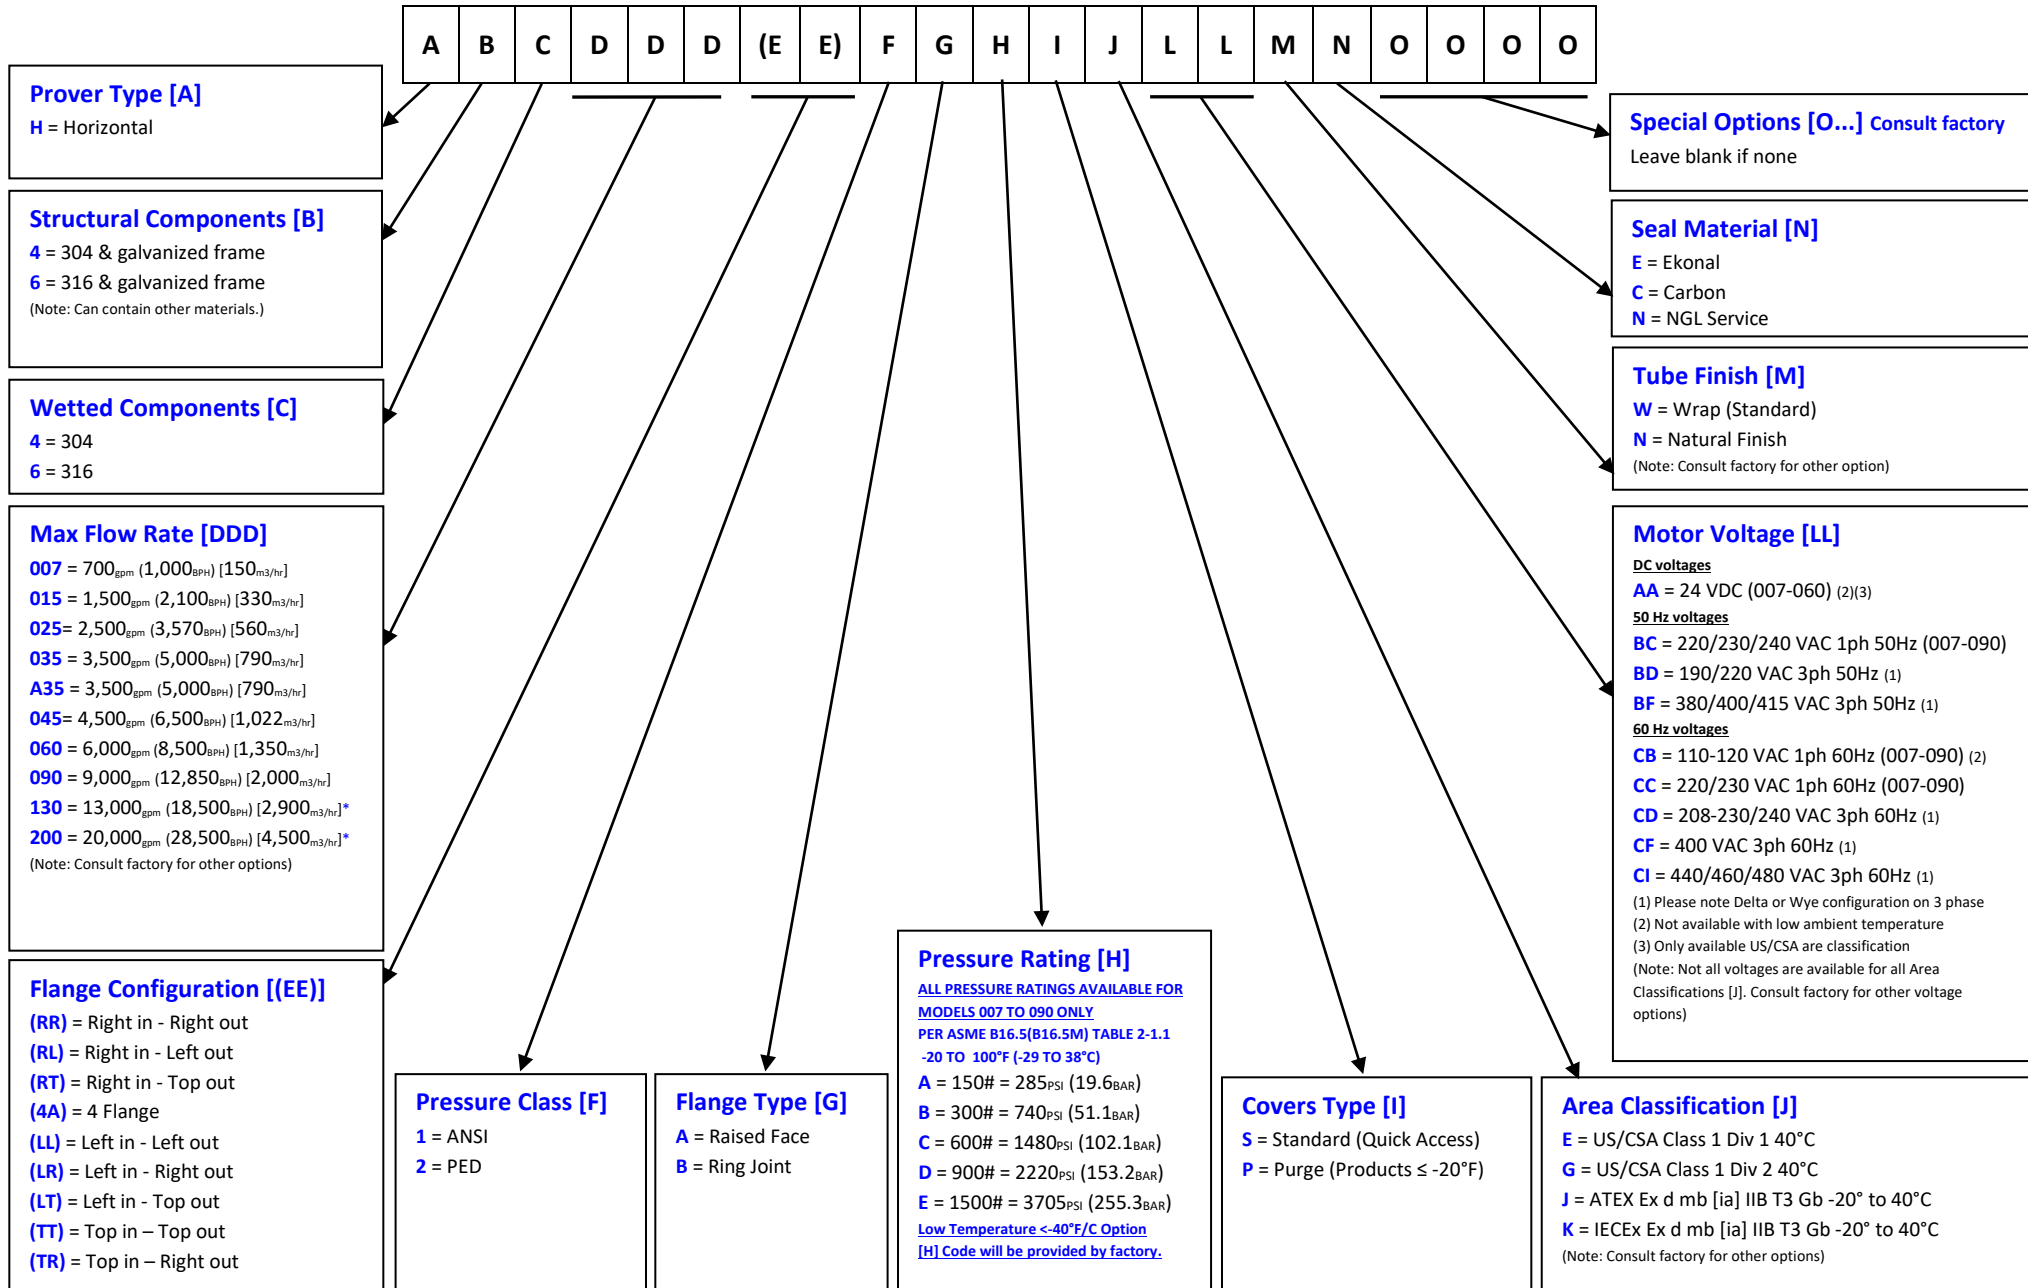 A B C D D D (E E) F G H I J L L M N O O O O
Prover Type [A]
H = Horizontal
Structural Components [B]
4 = 304 & galvanized frame
6 = 316 & galvanized frame
(Note: Can contain other materials.)
Wetted Components [C]
4 = 304
6 = 316
Max Flow Rate [DDD]
007 = 700gpm (1,000BPH) [150m3/hr]
015 = 1,500gpm (2,100BPH) [330m3/hr]
025= 2,500gpm (3,570BPH) [560m3/hr]
035 = 3,500gpm (5,000BPH) [790m3/hr]
A35 = 3,500gpm (5,000BPH) [790m3/hr]
045= 4,500gpm (6,500BPH) [1,022m3/hr]
060 = 6,000gpm (8,500BPH) [1,350m3/hr]
090 = 9,000gpm (12,850BPH) [2,000m3/hr]
130 = 13,000gpm (18,500BPH) [2,900m3/hr]*
200 = 20,000gpm (28,500BPH) [4,500m3/hr]*
(Note: Consult factory for other options)
Flange Configuration [(EE)]
(RR) = Right in - Right out
(RL) = Right in - Left out
(RT) = Right in - Top out
(4A) = 4 Flange
(LL) = Left in - Left out
(LR) = Left in - Right out
(LT) = Left in - Top out
(TT) = Top in – Top out
(TR) = Top in – Right out
Pressure Class [F]
1 = ANSI
2 = PED
Flange Type [G]
A = Raised Face
B = Ring Joint
Pressure Rating [H]
ALL PRESSURE RATINGS AVAILABLE FOR
MODELS 007 TO 090 ONLY
PER ASME B16.5(B16.5M) TABLE 2-1.1
-20 TO 100°F (-29 TO 38°C)
A = 150# = 285PSI (19.6BAR)
B = 300# = 740PSI (51.1BAR)
C = 600# = 1480PSI (102.1BAR)
D = 900# = 2220PSI (153.2BAR)
E = 1500# = 3705PSI (255.3BAR)
Low Temperature <-40°F/C Option
[H] Code will be provided by factory.
Covers Type [I]
S = Standard (Quick Access)
P = Purge (Products ≤ -20°F)
Area Classification [J]
E = US/CSA Class 1 Div 1 40°C
G = US/CSA Class 1 Div 2 40°C
J = ATEX Ex d mb [ia] IIB T3 Gb -20° to 40°C
K = IECEx Ex d mb [ia] IIB T3 Gb -20° to 40°C
(Note: Consult factory for other options)
Special Options [O...] Consult factory
Leave blank if none
Seal Material [N]
E = Ekonal
C = Carbon
N = NGL Service
Tube Finish [M]
W = Wrap (Standard)
N = Natural Finish
(Note: Consult factory for other option)
Motor Voltage [LL]
DC voltages
AA = 24 VDC (007-060) (2)(3)
50 Hz voltages
BC = 220/230/240 VAC 1ph 50Hz (007-090)
BD = 190/220 VAC 3ph 50Hz (1)
BF = 380/400/415 VAC 3ph 50Hz (1)
60 Hz voltages
CB = 110-120 VAC 1ph 60Hz (007-090) (2)
CC = 220/230 VAC 1ph 60Hz (007-090)
CD = 208-230/240 VAC 3ph 60Hz (1)
CF = 400 VAC 3ph 60Hz (1)
CI = 440/460/480 VAC 3ph 60Hz (1)
(1) Please note Delta or Wye configuration on 3 phase
(2) Not available with low ambient temperature
(3) Only available US/CSA are classification
(Note: Not all voltages are available for all Area
Classifications [J]. Consult factory for other voltage
options)